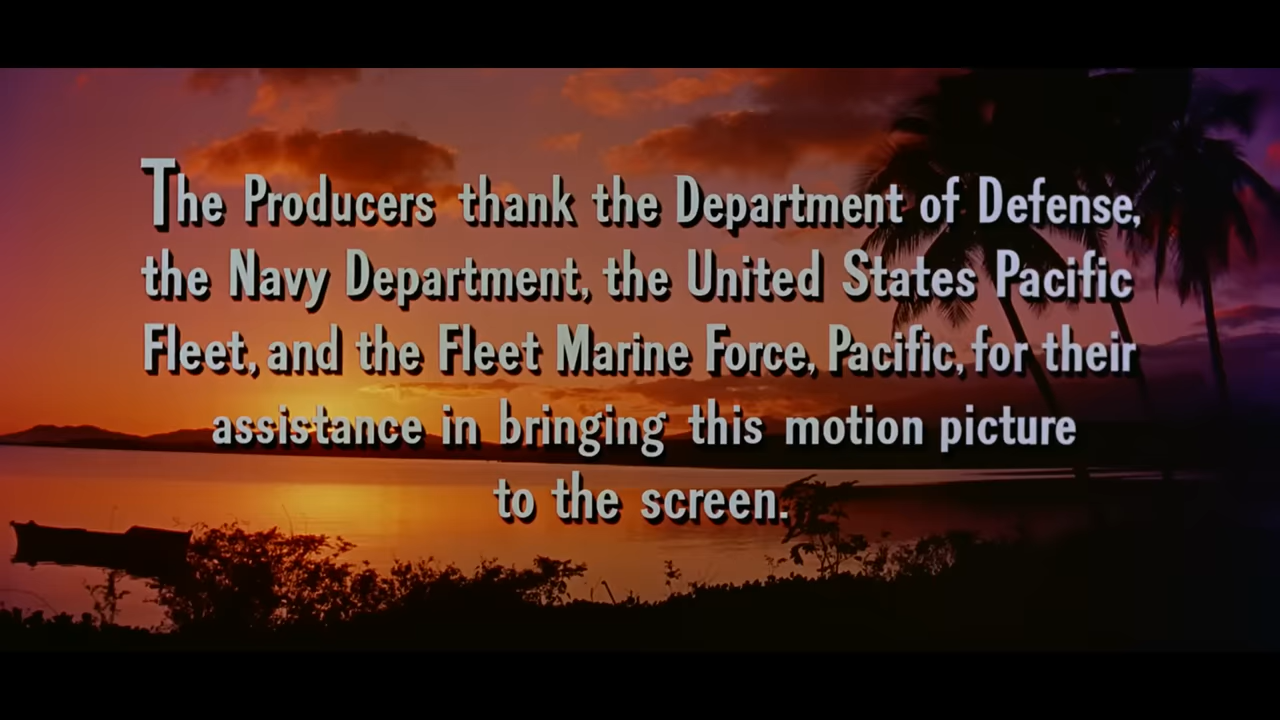 The Producers thank the Department of Defense,
the Navy Department, the United States Pacific
Fleet, and the Fleet Marine Force, Pacific, for their
assistance in bringing this motion picture
to the screen.